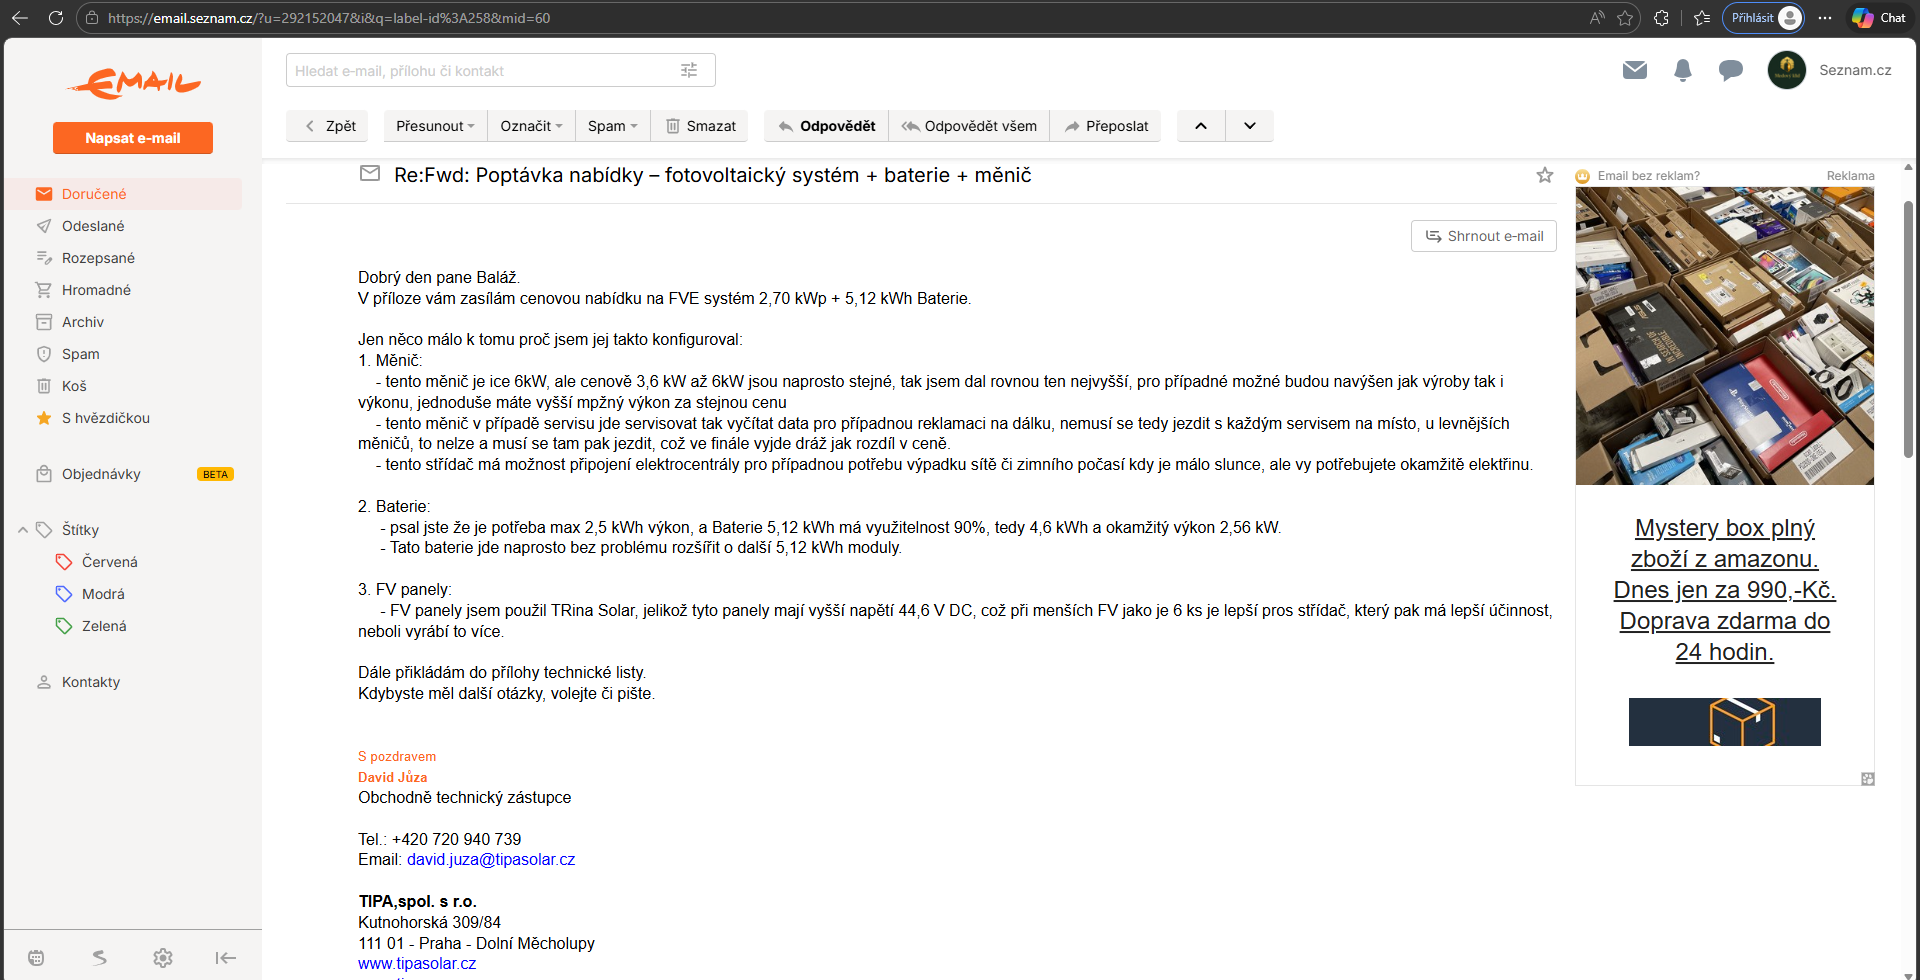 https://email.seznam.cz/?u=292152047&i&q=label-id%3A258&mid=60
Přihlásit
Chat
EMAIL
Hledat e-mail, přílohu či kontakt
Seznam.cz
Napsat e-mail
Zpět
Přesunout
Označit
Spam
Smazat
Odpovědět
Odpovědět všem
Přeposlat
Doručené
Odeslané
Rozepsané
Hromadné
Archiv
Spam
Koš
S hvězdičkou
Objednávky BETA
Štítky
Červená
Modrá
Zelená
Kontakty
Re:Fwd: Poptávka nabídky – fotovoltaický systém + baterie + měnič
Shrnout e-mail
Dobrý den pane Baláž.
V příloze vám zasílám cenovou nabídku na FVE systém 2,70 kWp + 5,12 kWh Baterie.
Jen něco málo k tomu proč jsem jej takto konfiguroval:
1. Měnič:
- tento měnič je ice 6kW, ale cenově 3,6 kW až 6kW jsou naprosto stejné, tak jsem dal rovnou ten nejvyšší, pro případné možné budou navýšen jak výroby tak i
výkonu, jednoduše máte vyšší mpžný výkon za stejnou cenu
- tento měnič v případě servisu jde servisovat tak vyčítat data pro případnou reklamaci na dálku, nemusí se tedy jezdit s každým servisem na místo, u levnějších
měničů, to nelze a musí se tam pak jezdit, což ve finále vyjde dráž jak rozdíl v ceně.
- tento střídač má možnost připojení elektrocentrály pro případnou potřebu výpadku sítě či zimního počasí kdy je málo slunce, ale vy potřebujete okamžitě elektřinu.
2. Baterie:
- psal jste že je potřeba max 2,5 kWh výkon, a Baterie 5,12 kWh má využitelnost 90%, tedy 4,6 kWh a okamžitý výkon 2,56 kW.
- Tato baterie jde naprosto bez problému rozšířit o další 5,12 kWh moduly.
3. FV panely:
- FV panely jsem použil TRina Solar, jelikož tyto panely mají vyšší napětí 44,6 V DC, což při menších FV jako je 6 ks je lepší pros střídač, který pak má lepší účinnost,
neboli vyrábí to více.
Dále přikládám do přílohy technické listy.
Kdybyste měl další otázky, volejte či pište.
S pozdravem
David Jůza
Obchodně technický zástupce
Tel.: +420 720 940 739
Email: david.juza@tipasolar.cz
TIPA,spol. s r.o.
Kutnohorská 309/84
111 01 - Praha - Dolní Měcholupy
www.tipasolar.cz
Email bez reklam?
Reklama
Mystery box plný
zboží z amazonu.
Dnes jen za 990,-Kč.
Doprava zdarma do
24 hodin.